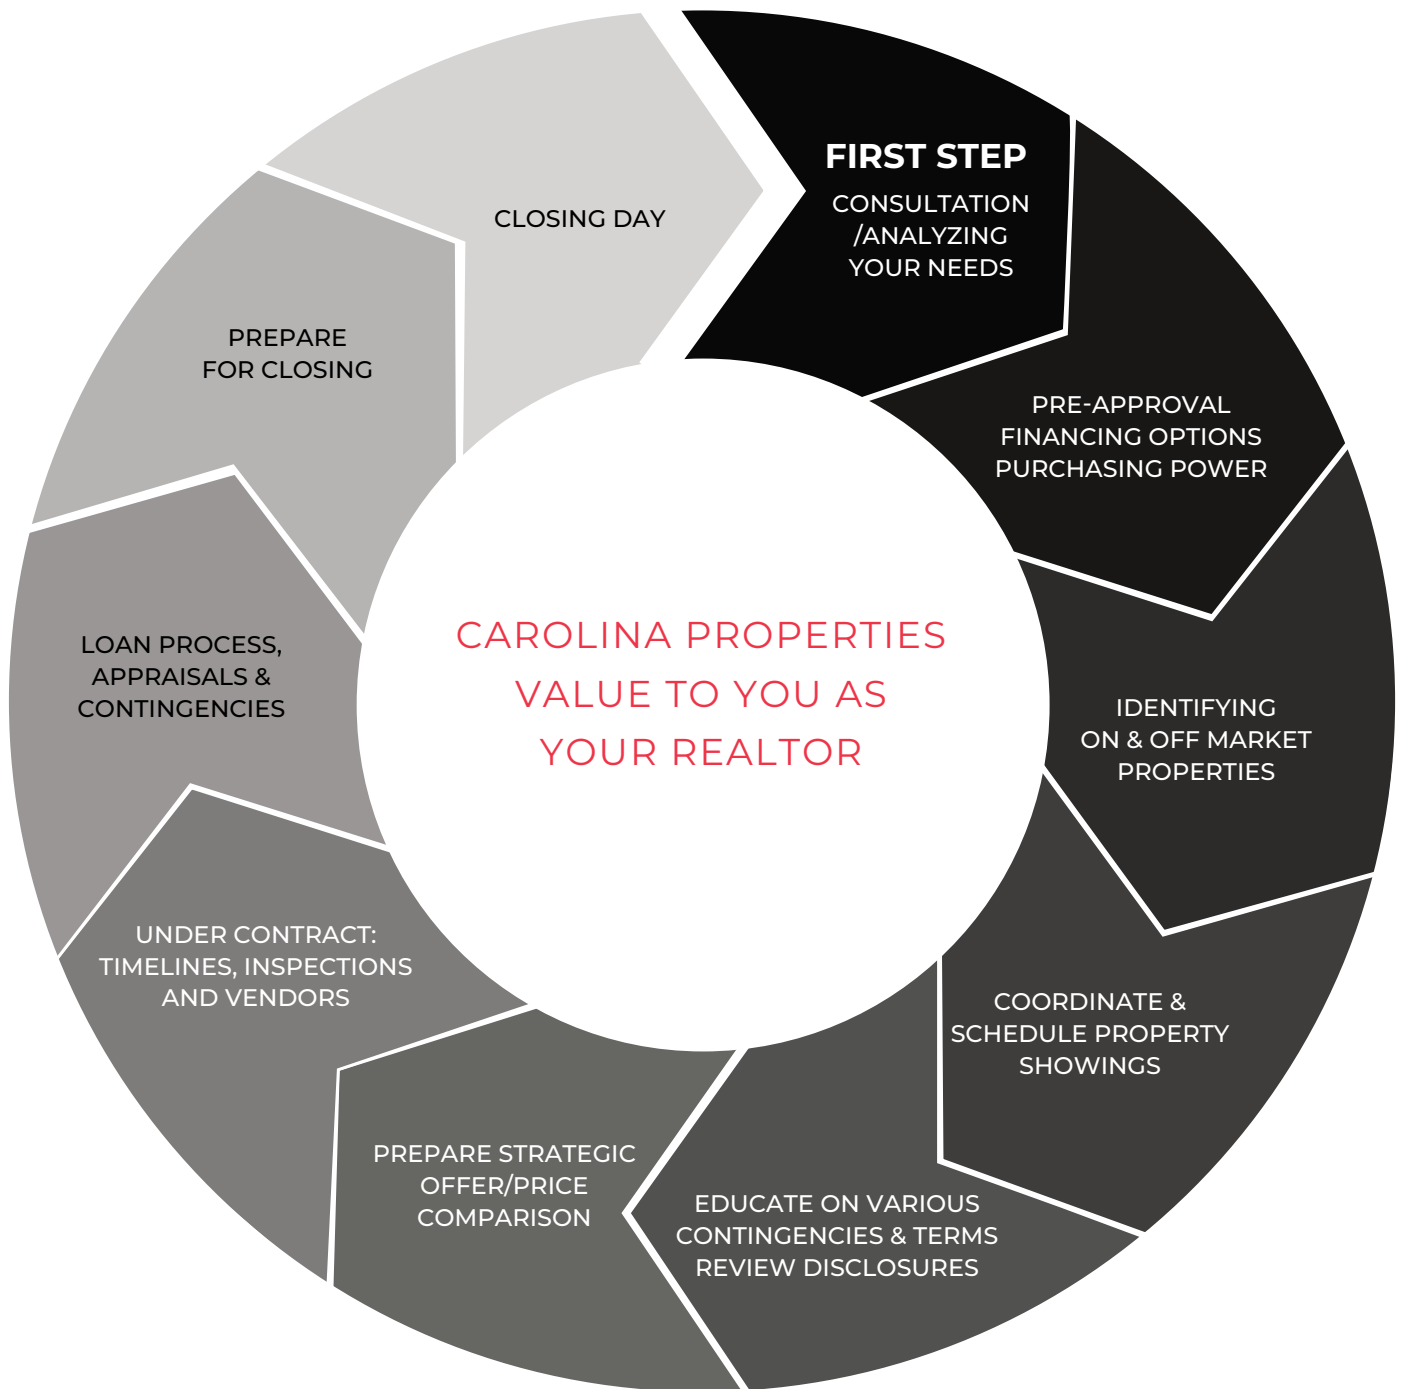 FIRST STEP
CONSULTATION
/ANALYZING
YOUR NEEDS
PRE-APPROVAL
FINANCING OPTIONS
PURCHASING POWER
IDENTIFYING
ON & OFF MARKET
PROPERTIES
COORDINATE &
SCHEDULE PROPERTY
SHOWINGS
EDUCATE ON VARIOUS
CONTINGENCIES & TERMS
REVIEW DISCLOSURES
PREPARE STRATEGIC
OFFER/PRICE
COMPARISON
UNDER CONTRACT:
TIMELINES, INSPECTIONS
AND VENDORS
LOAN PROCESS,
APPRAISALS &
CONTINGENCIES
PREPARE
FOR CLOSING
CLOSING DAY
CAROLINA PROPERTIES
VALUE TO YOU AS
YOUR REALTOR